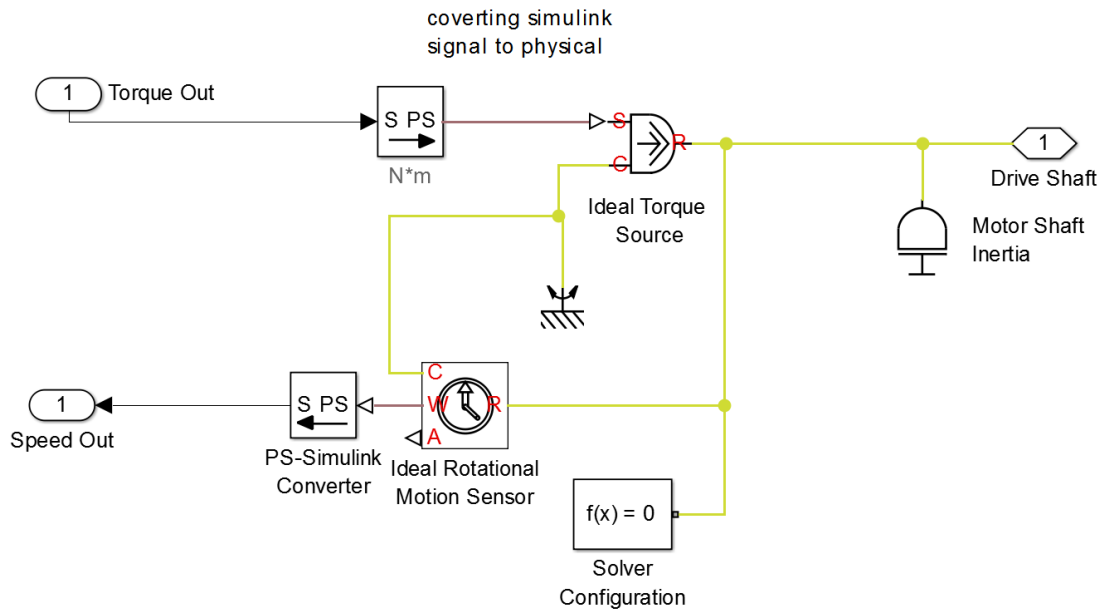 coverting simulink
signal to physical
1
Torque Out
S PS
N*m
S
C
R
Ideal Torque
Source
1
Drive Shaft
Motor Shaft
Inertia
1
Speed Out
S PS
PS-Simulink
Converter
C
W
A
R
Ideal Rotational
Motion Sensor
f(x) = 0
Solver
Configuration